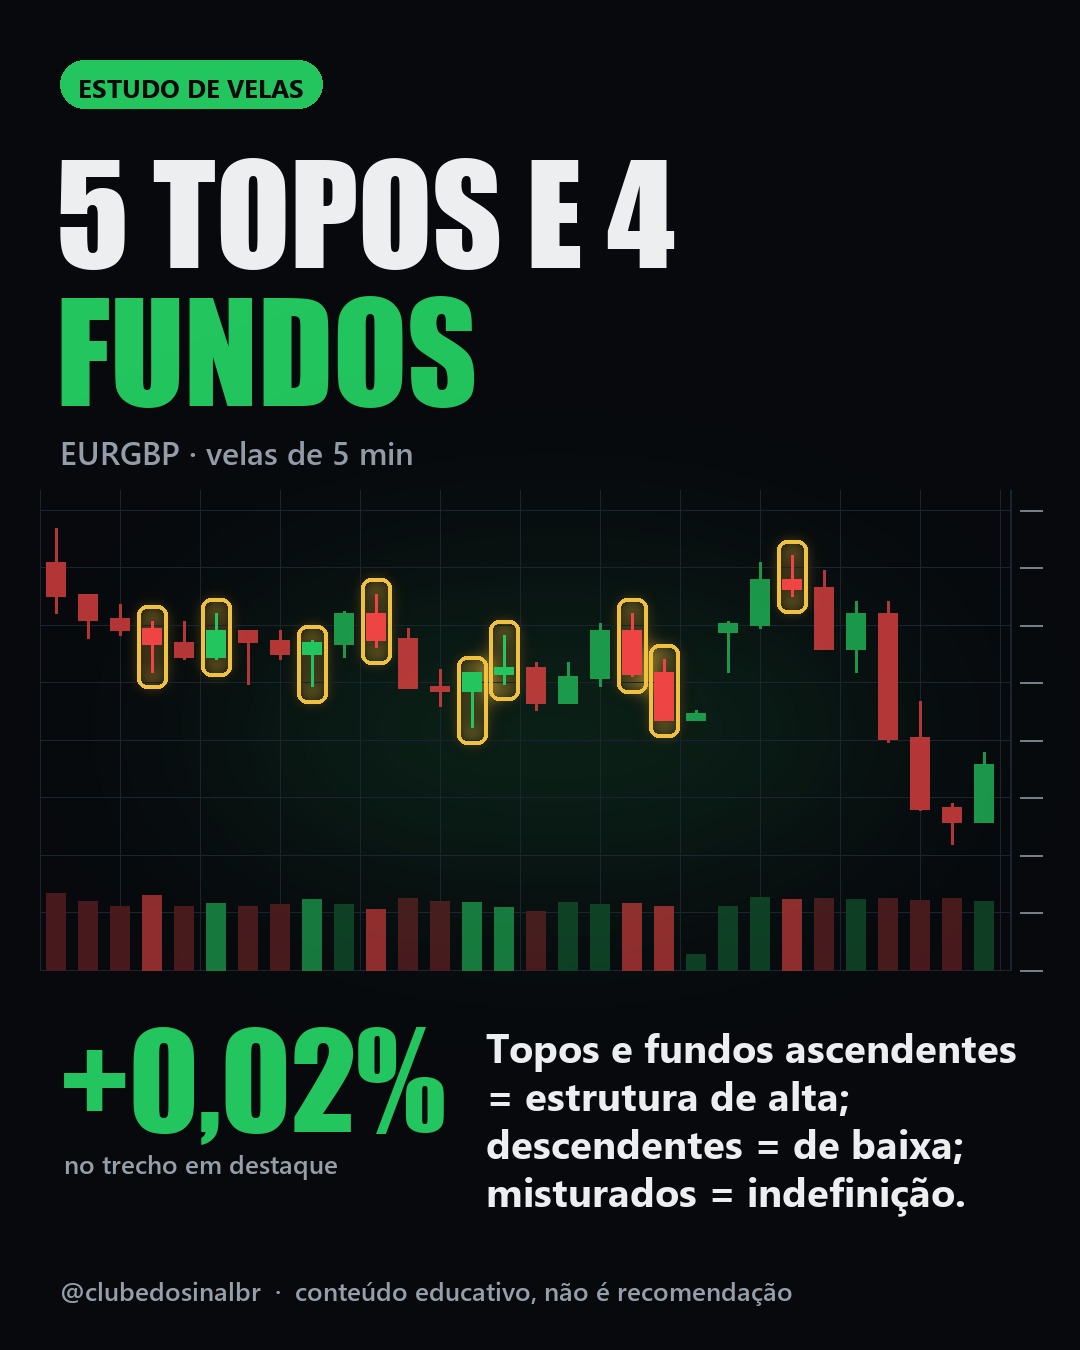 ESTUDO DE VELAS
5 TOPOS E 4
FUNDOS
EURGBP · velas de 5 min
+0,02%
no trecho em destaque
Topos e fundos ascendentes
= estrutura de alta;
descendentes = de baixa;
misturados = indefinição.
@clubedosinalbr · conteúdo educativo, não é recomendação